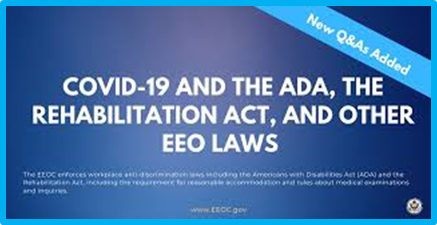 New Q&As Added
COVID-19 AND THE ADA, THE
REHABILITATION ACT, AND OTHER
EEO LAWS
The EEOC enforces workplace anti-discrimination laws including the Americans with Disabilities Act (ADA) and the
Rehabilitation Act, including the requirement for reasonable accommodation and rules about medical examinations
and inquiries.
www.EEOC.gov